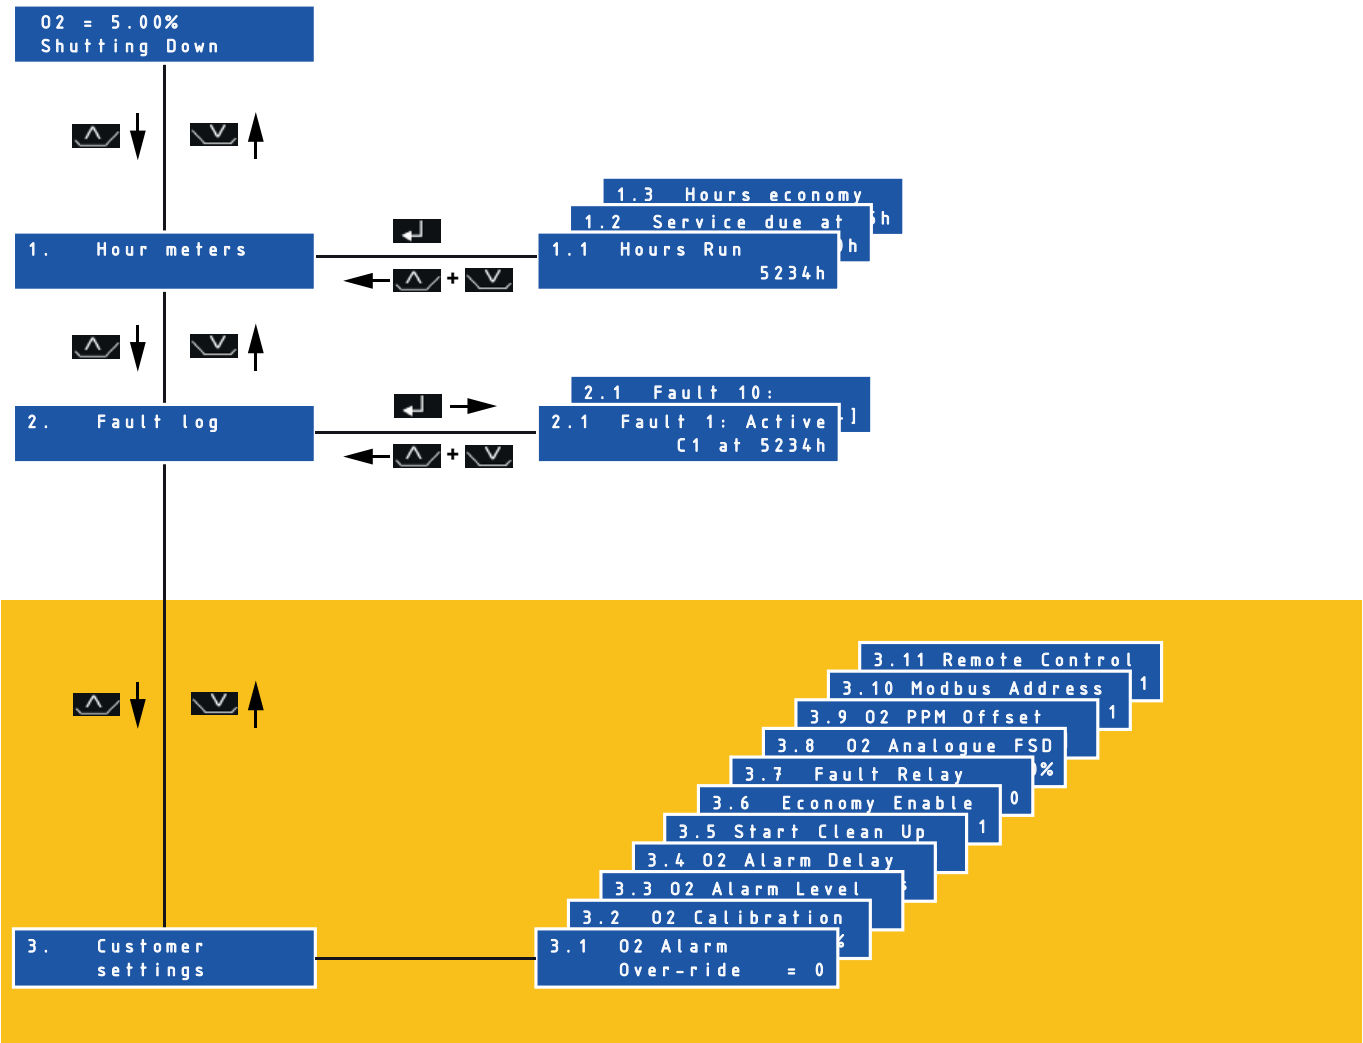 O2 = 5.00%
Shutting Down
1.3 Hours economy
h
1.2 Service due at
h
1. Hour meters
1.1 Hours Run
5234h
+
2.1 Fault 10:
.]
2. Fault log
2.1 Fault 1: Active
C1 at 5234h
+
3.11 Remote Control
1
3.10 Modbus Address
1
3.9 O2 PPM Offset
3.8 O2 Analogue FSD
%
3.7 Fault Relay
0
3.6 Economy Enable
1
3.5 Start Clean Up
3.4 O2 Alarm Delay
3.3 O2 Alarm Level
3.2 O2 Calibration
%
3. Customer
settings
3.1 O2 Alarm
Over-ride = 0